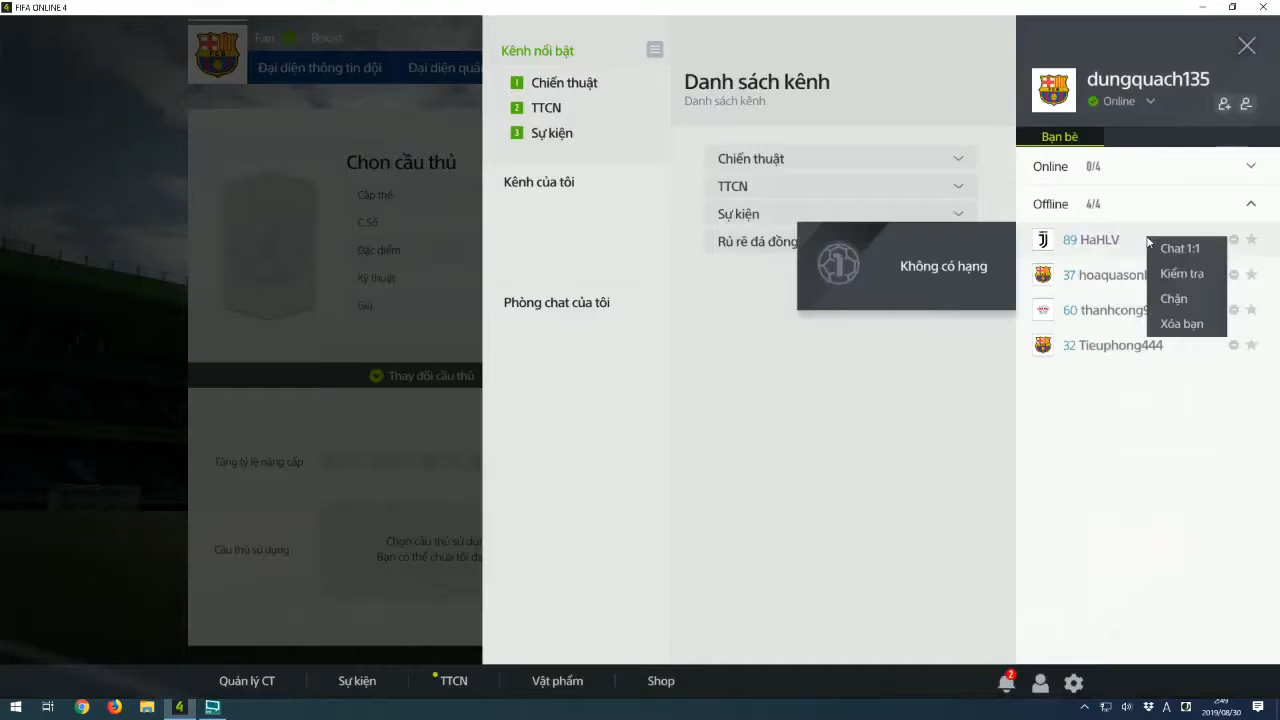 FIFA ONLINE 4
Fan
Đại diện thông tin đội
Đại diện quản
Chọn cầu thủ
Cấp thẻ
C.Số
Đặc điểm
Kỹ thuật
Giá
Thay đổi cầu thủ
Tăng tỷ lệ nâng cấp
Cầu thủ sử dụng
Chọn cầu thủ sử dụn
Bạn có thể chứa tối đa
Kênh nổi bật
1 Chiến thuật
2 TTCN
3 Sự kiện
Kênh của tôi
Phòng chat của tôi
Danh sách kênh
Danh sách kênh
Chiến thuật
TTCN
Sự kiện
Rủ rê đá đồng
Không có hạng
dungquach135
Online
Bạn bè
Online 0/4
Offline 4/4
89 HaHLV
37 hoaquasonl
60 thanhcong9
32 Tieuphong444
Chat 1:1
Kiểm tra
Chặn
Xóa bạn
Quản lý CT
Sự kiện
TTCN
Vật phẩm
Shop
2
2019/08/30